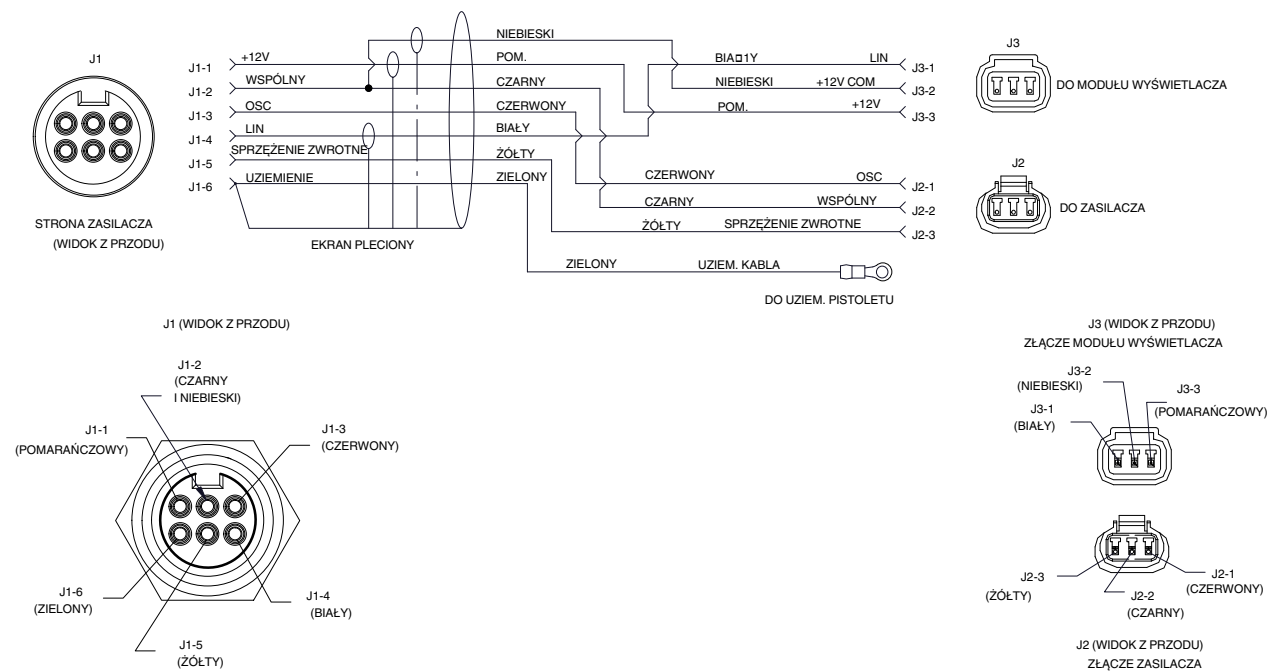 J1
J1-1
+12V
J1-2
WSPÓLNY
J1-3
OSC
J1-4
LIN
J1-5
SPRZĘŻENIE ZWROTNE
J1-6
UZIEMIENIE
STRONA ZASILACZA
(WIDOK Z PRZODU)
EKRAN PLECIONY
NIEBIESKI
POM.
CZARNY
CZERWONY
BIAŁY
ŻÓŁTY
ZIELONY
BIA¤1Y
LIN
J3-1
NIEBIESKI
+12V COM
J3-2
POM.
+12V
J3-3
J3
DO MODUŁU WYŚWIETLACZA
CZERWONY
OSC
J2-1
CZARNY
WSPÓLNY
J2-2
ŻÓŁTY
SPRZĘŻENIE ZWROTNE
J2-3
J2
DO ZASILACZA
ZIELONY
UZIEM. KABLA
DO UZIEM. PISTOLETU
J1 (WIDOK Z PRZODU)
J1-2
(CZARNY
I NIEBIESKI)
J1-1
(POMARAŃCZOWY)
J1-3
(CZERWONY)
J1-6
(ZIELONY)
J1-4
(BIAŁY)
J1-5
(ŻÓŁTY)
J3 (WIDOK Z PRZODU)
ZŁĄCZE MODUŁU WYŚWIETLACZA
J3-2
(NIEBIESKI)
J3-3
(POMARAŃCZOWY)
J3-1
(BIAŁY)
J2-3
(ŻÓŁTY)
J2-1
(CZERWONY)
J2-2
(CZARNY)
J2 (WIDOK Z PRZODU)
ZŁĄCZE ZASILACZA